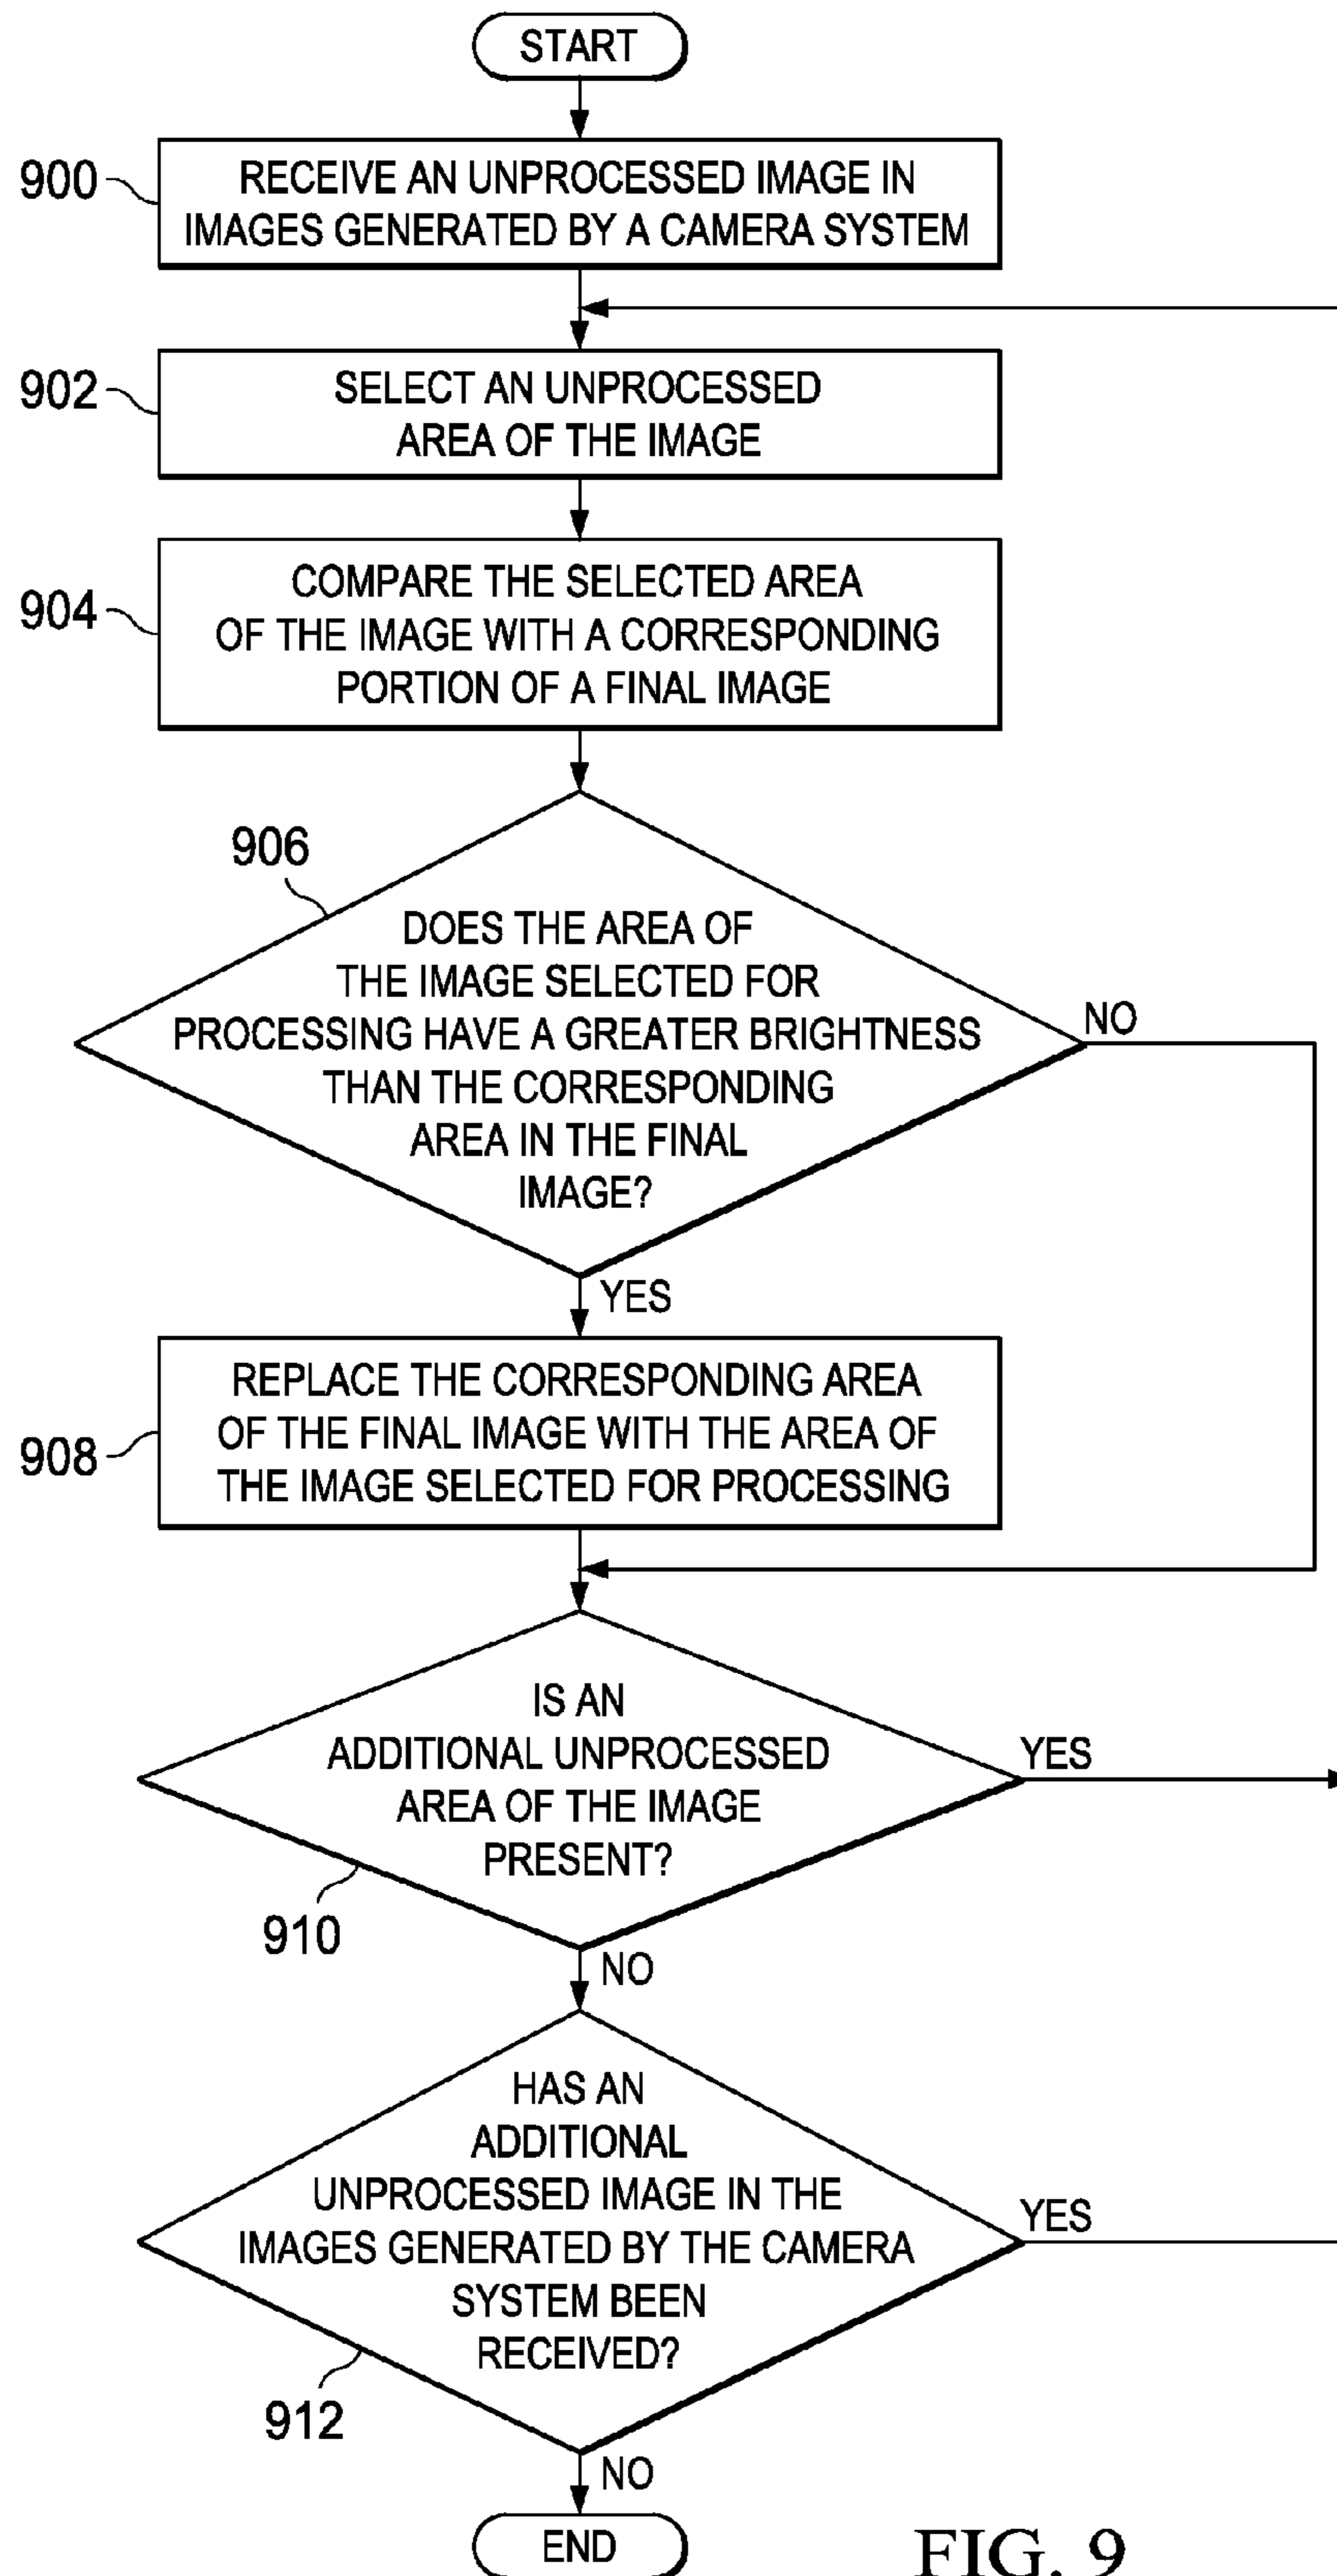 START
900
RECEIVE AN UNPROCESSED IMAGE IN
IMAGES GENERATED BY A CAMERA SYSTEM
902
SELECT AN UNPROCESSED
AREA OF THE IMAGE
904
COMPARE THE SELECTED AREA
OF THE IMAGE WITH A CORRESPONDING
PORTION OF A FINAL IMAGE
906
DOES THE AREA OF
THE IMAGE SELECTED FOR
PROCESSING HAVE A GREATER BRIGHTNESS
THAN THE CORRESPONDING
AREA IN THE FINAL
IMAGE?
NO
YES
908
REPLACE THE CORRESPONDING AREA
OF THE FINAL IMAGE WITH THE AREA OF
THE IMAGE SELECTED FOR PROCESSING
IS AN
ADDITIONAL UNPROCESSED
AREA OF THE IMAGE
PRESENT?
YES
910
NO
HAS AN
ADDITIONAL
UNPROCESSED IMAGE IN THE
IMAGES GENERATED BY THE CAMERA
SYSTEM BEEN
RECEIVED?
YES
912
NO
END
FIG. 9